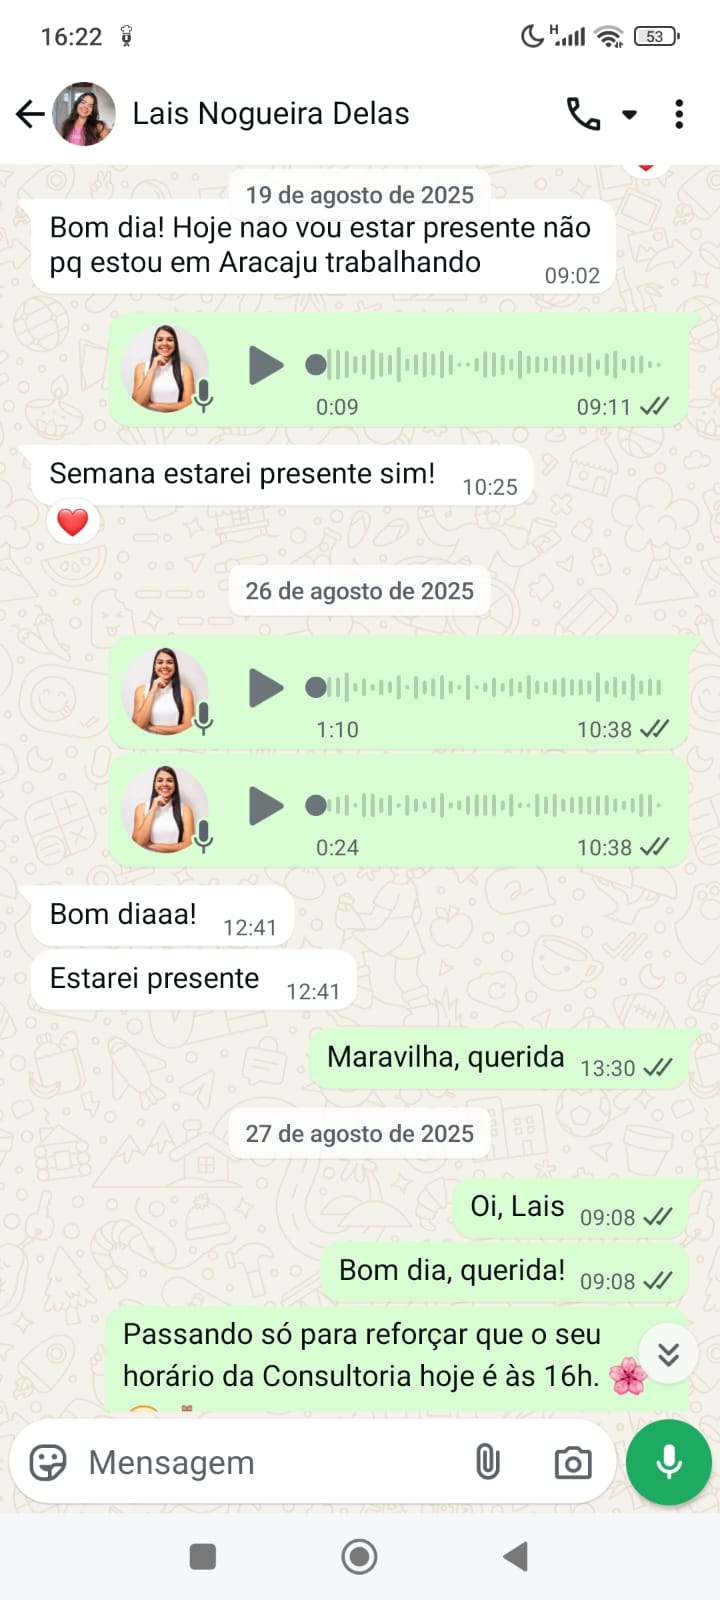 16:22
H
53
Lais Nogueira Delas
19 de agosto de 2025
Bom dia! Hoje não vou estar presente não
pq estou em Aracaju trabalhando
09:02
0:09
09:11
Semana estarei presente sim!
10:25
26 de agosto de 2025
1:10
10:38
0:24
10:38
Bom diaaa!
12:41
Estarei presente
12:41
Maravilha, querida
13:30
27 de agosto de 2025
Oi, Lais
09:08
Bom dia, querida!
09:08
Passando só para reforçar que o seu
horário da Consultoria hoje é às 16h.
Mensagem